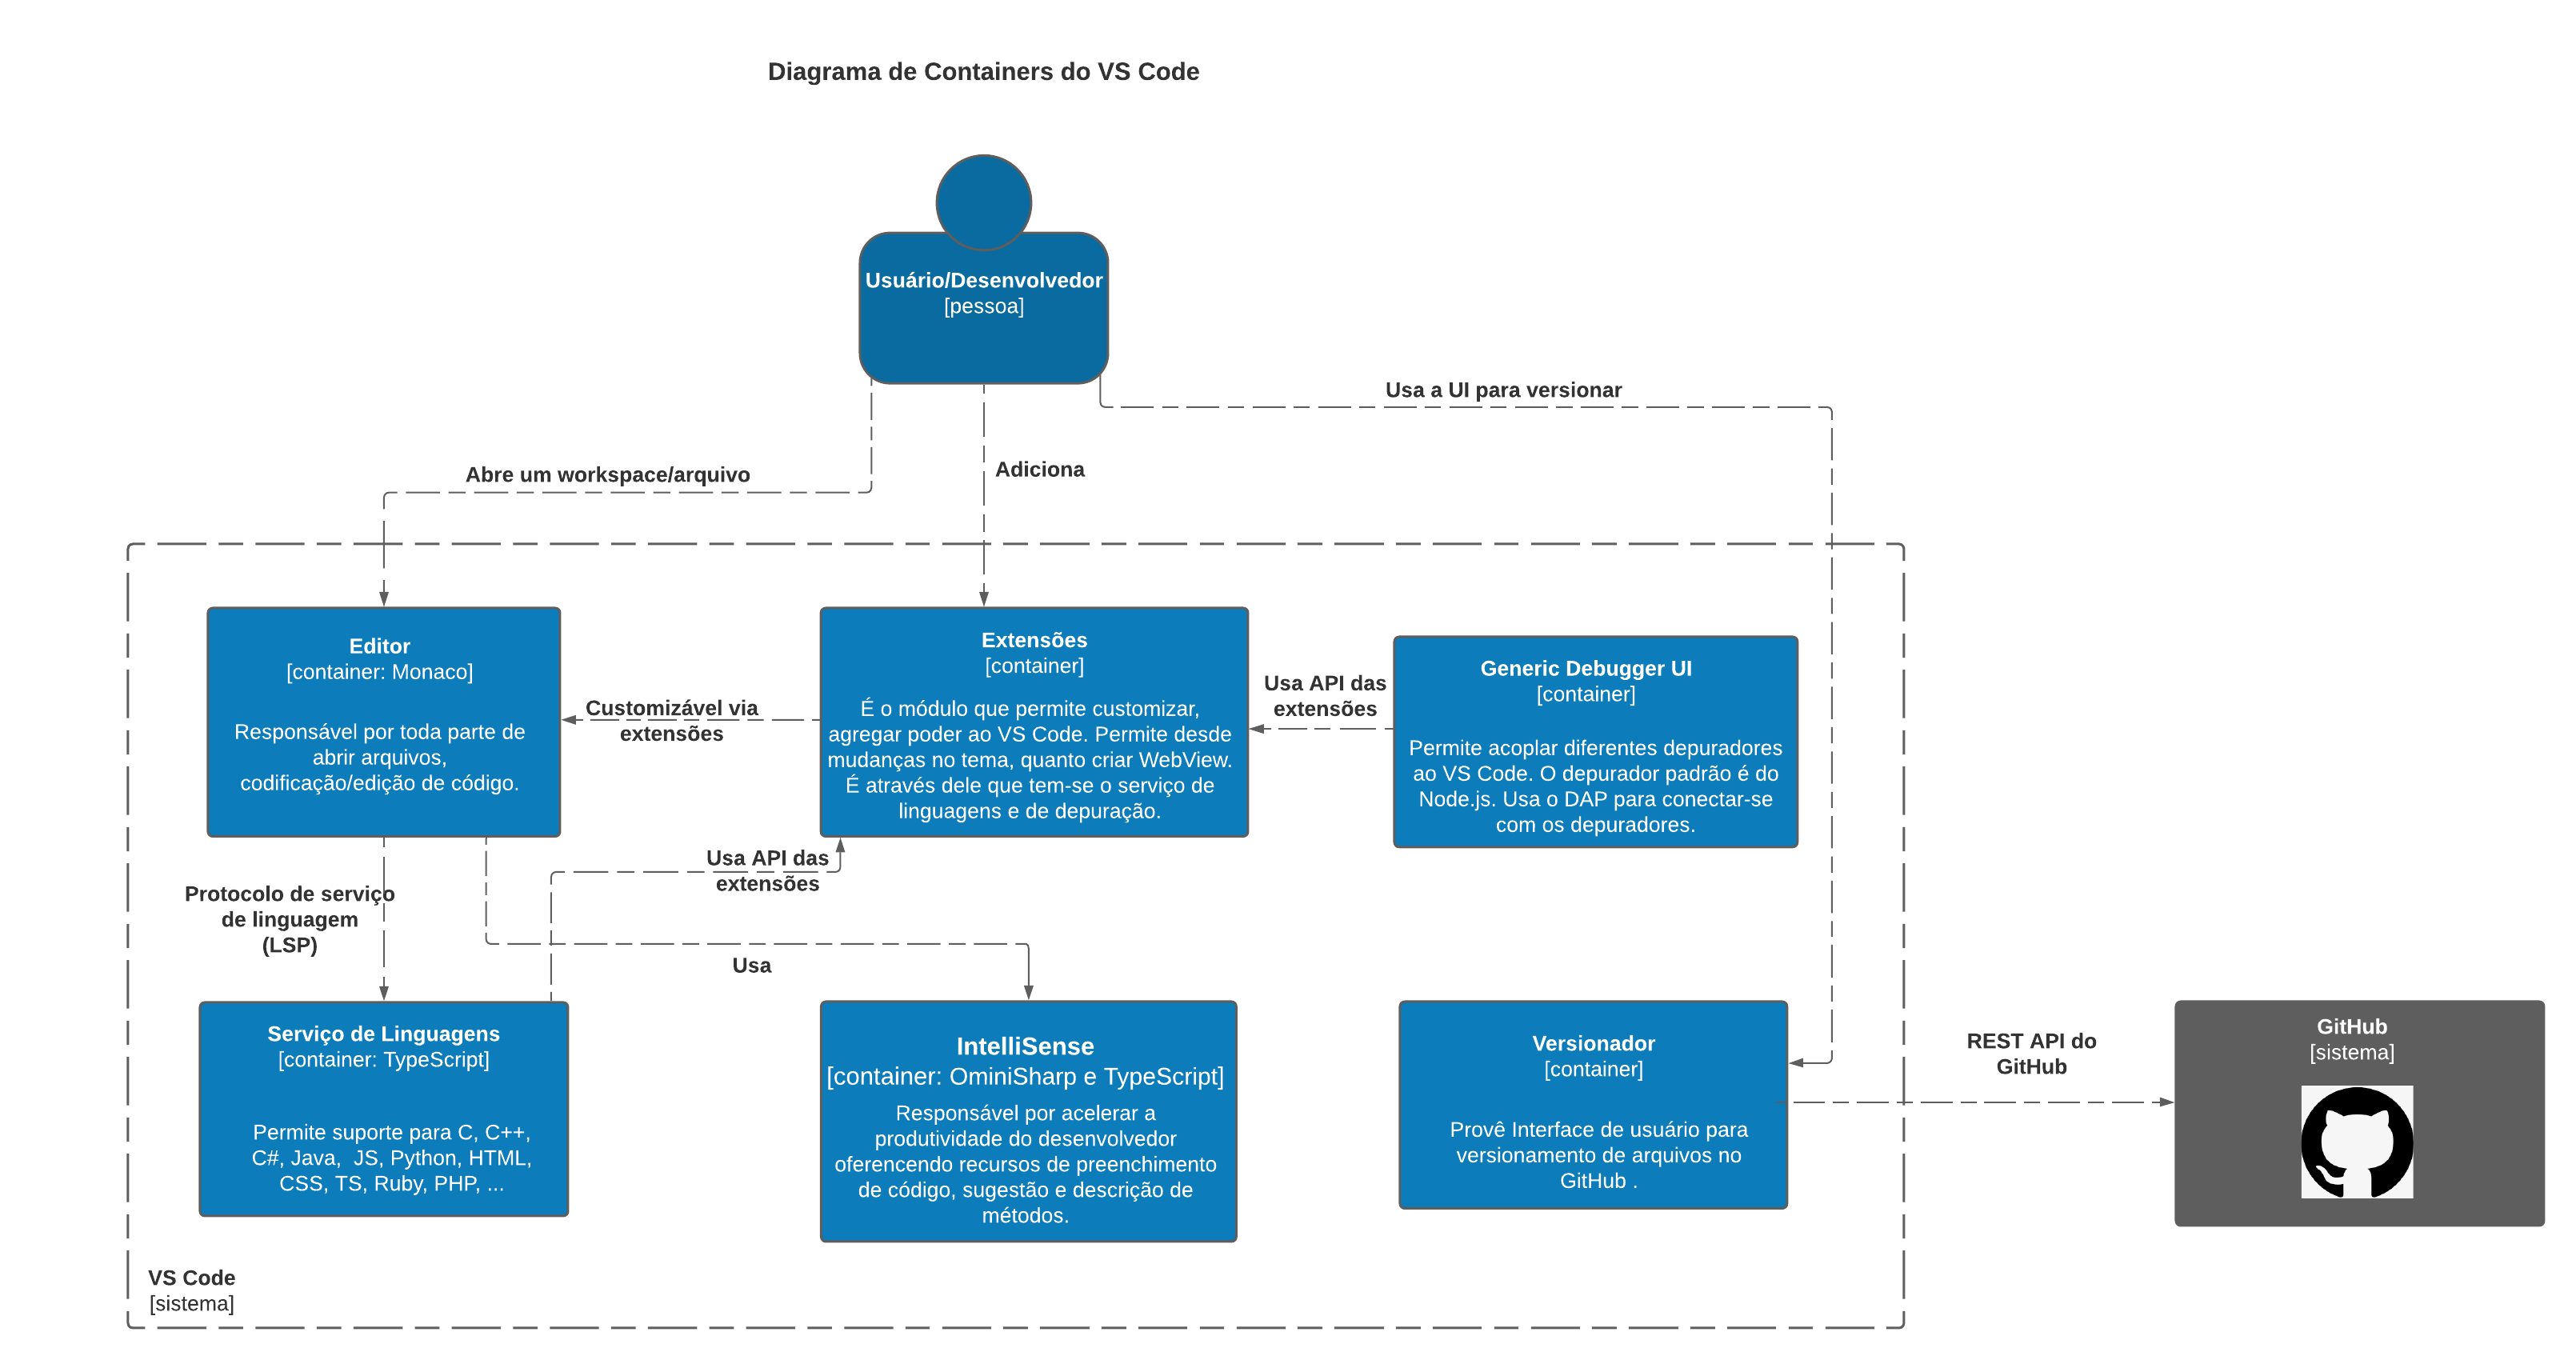 Diagrama de Containers do VS Code
Usuário/Desenvolvedor
[pessoa]
Usa a UI para versionar
Abre um workspace/arquivo
Adiciona
Editor
[container: Monaco]
Responsável por toda parte de
abrir arquivos,
codificação/edição de código.
Customizável via
extensões
Extensões
[container]
É o módulo que permite customizar,
agregar poder ao VS Code. Permite desde
mudanças no tema, quanto criar WebView.
É através dele que tem-se o serviço de
linguagens e de depuração.
Usa API das
extensões
Generic Debugger UI
[container]
Permite acoplar diferentes depuradores
ao VS Code. O depurador padrão é do
Node.js. Usa o DAP para conectar-se
com os depuradores.
Usa API das
extensões
Protocolo de serviço
de linguagem
(LSP)
Usa
Serviço de Linguagens
[container: TypeScript]
Permite suporte para C, C++,
C#, Java,  JS, Python, HTML,
CSS, TS, Ruby, PHP, ...
IntelliSense
[container: OminiSharp e TypeScript]
Responsável por acelerar a
produtividade do desenvolvedor
oferencendo recursos de preenchimento
de código, sugestão e descrição de
métodos.
Versionador
[container]
Provê Interface de usuário para
versionamento de arquivos no
GitHub .
REST API do
GitHub
GitHub
[sistema]
VS Code
[sistema]